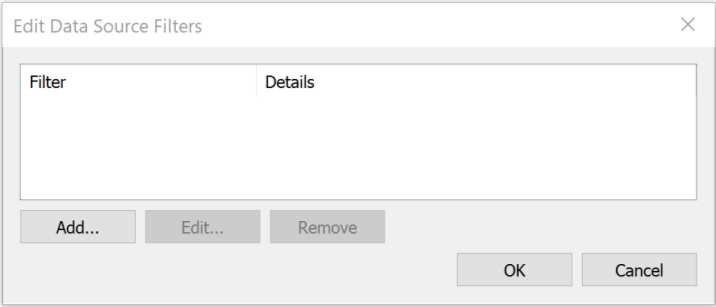 Edit Data Source Filters
Filter Details
Add... Edit... Remove
OK Cancel